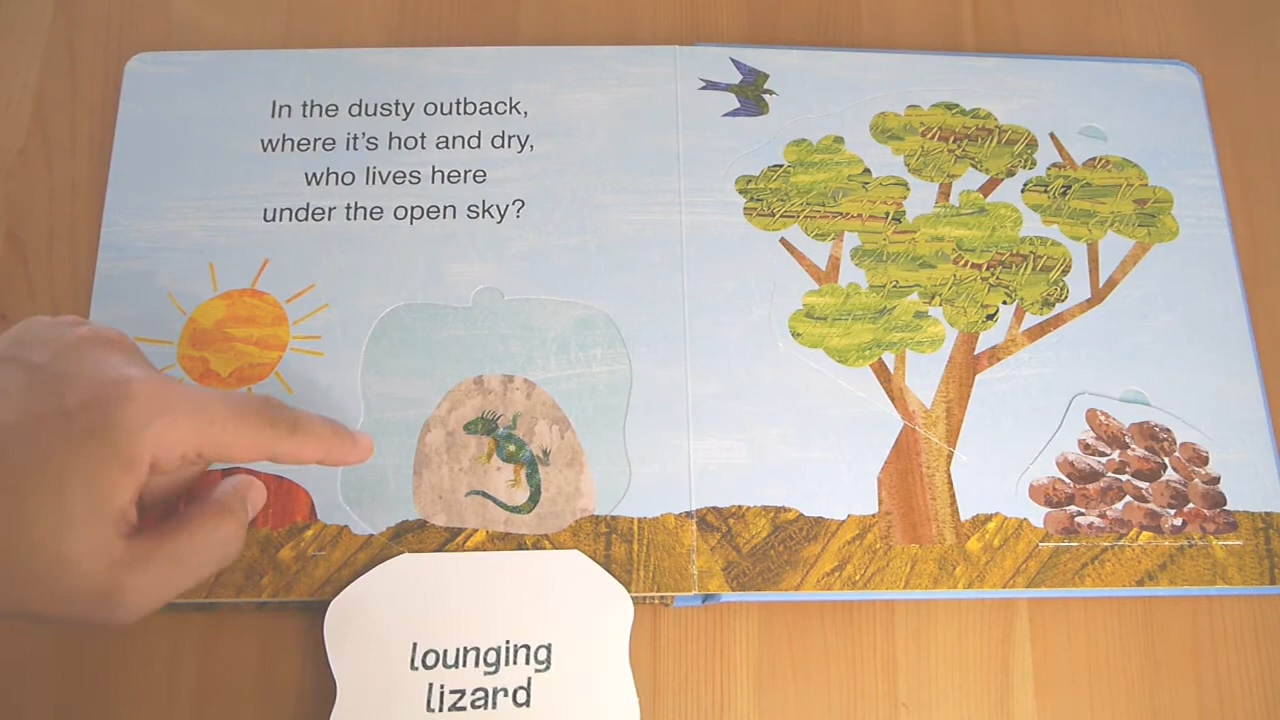 In the dusty outback,
where it's hot and dry,
who lives here
under the open sky?
lounging
lizard